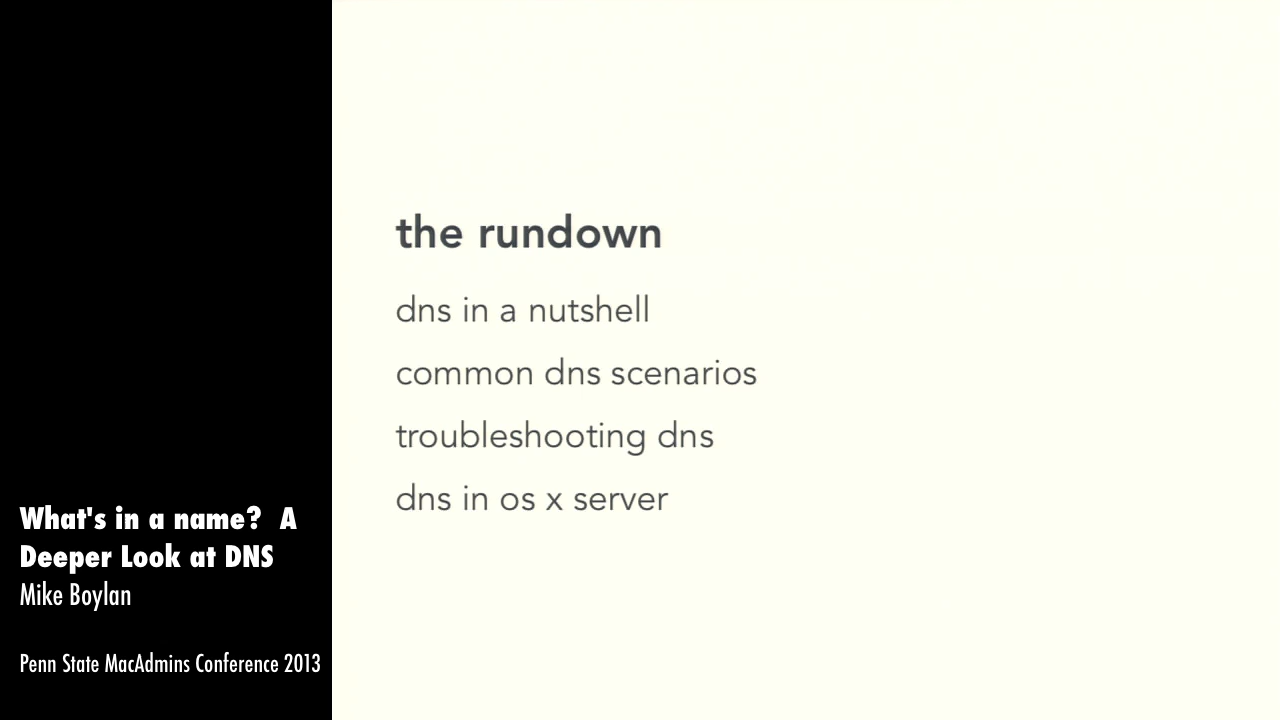 the rundown
dns in a nutshell
common dns scenarios
troubleshooting dns
dns in os x server
What's in a name?  A
Deeper Look at DNS
Mike Boylan
Penn State MacAdmins Conference 2013